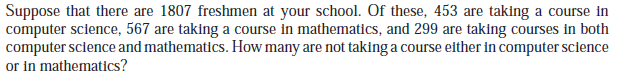 Suppose that there are 1807 freshmen at your school. Of these, 453 are taking a course in
computer science, 567 are taking a course in mathematics, and 299 are taking courses in both
computer science and mathematics. How many are not taking a course either in computer science
or in mathematics?